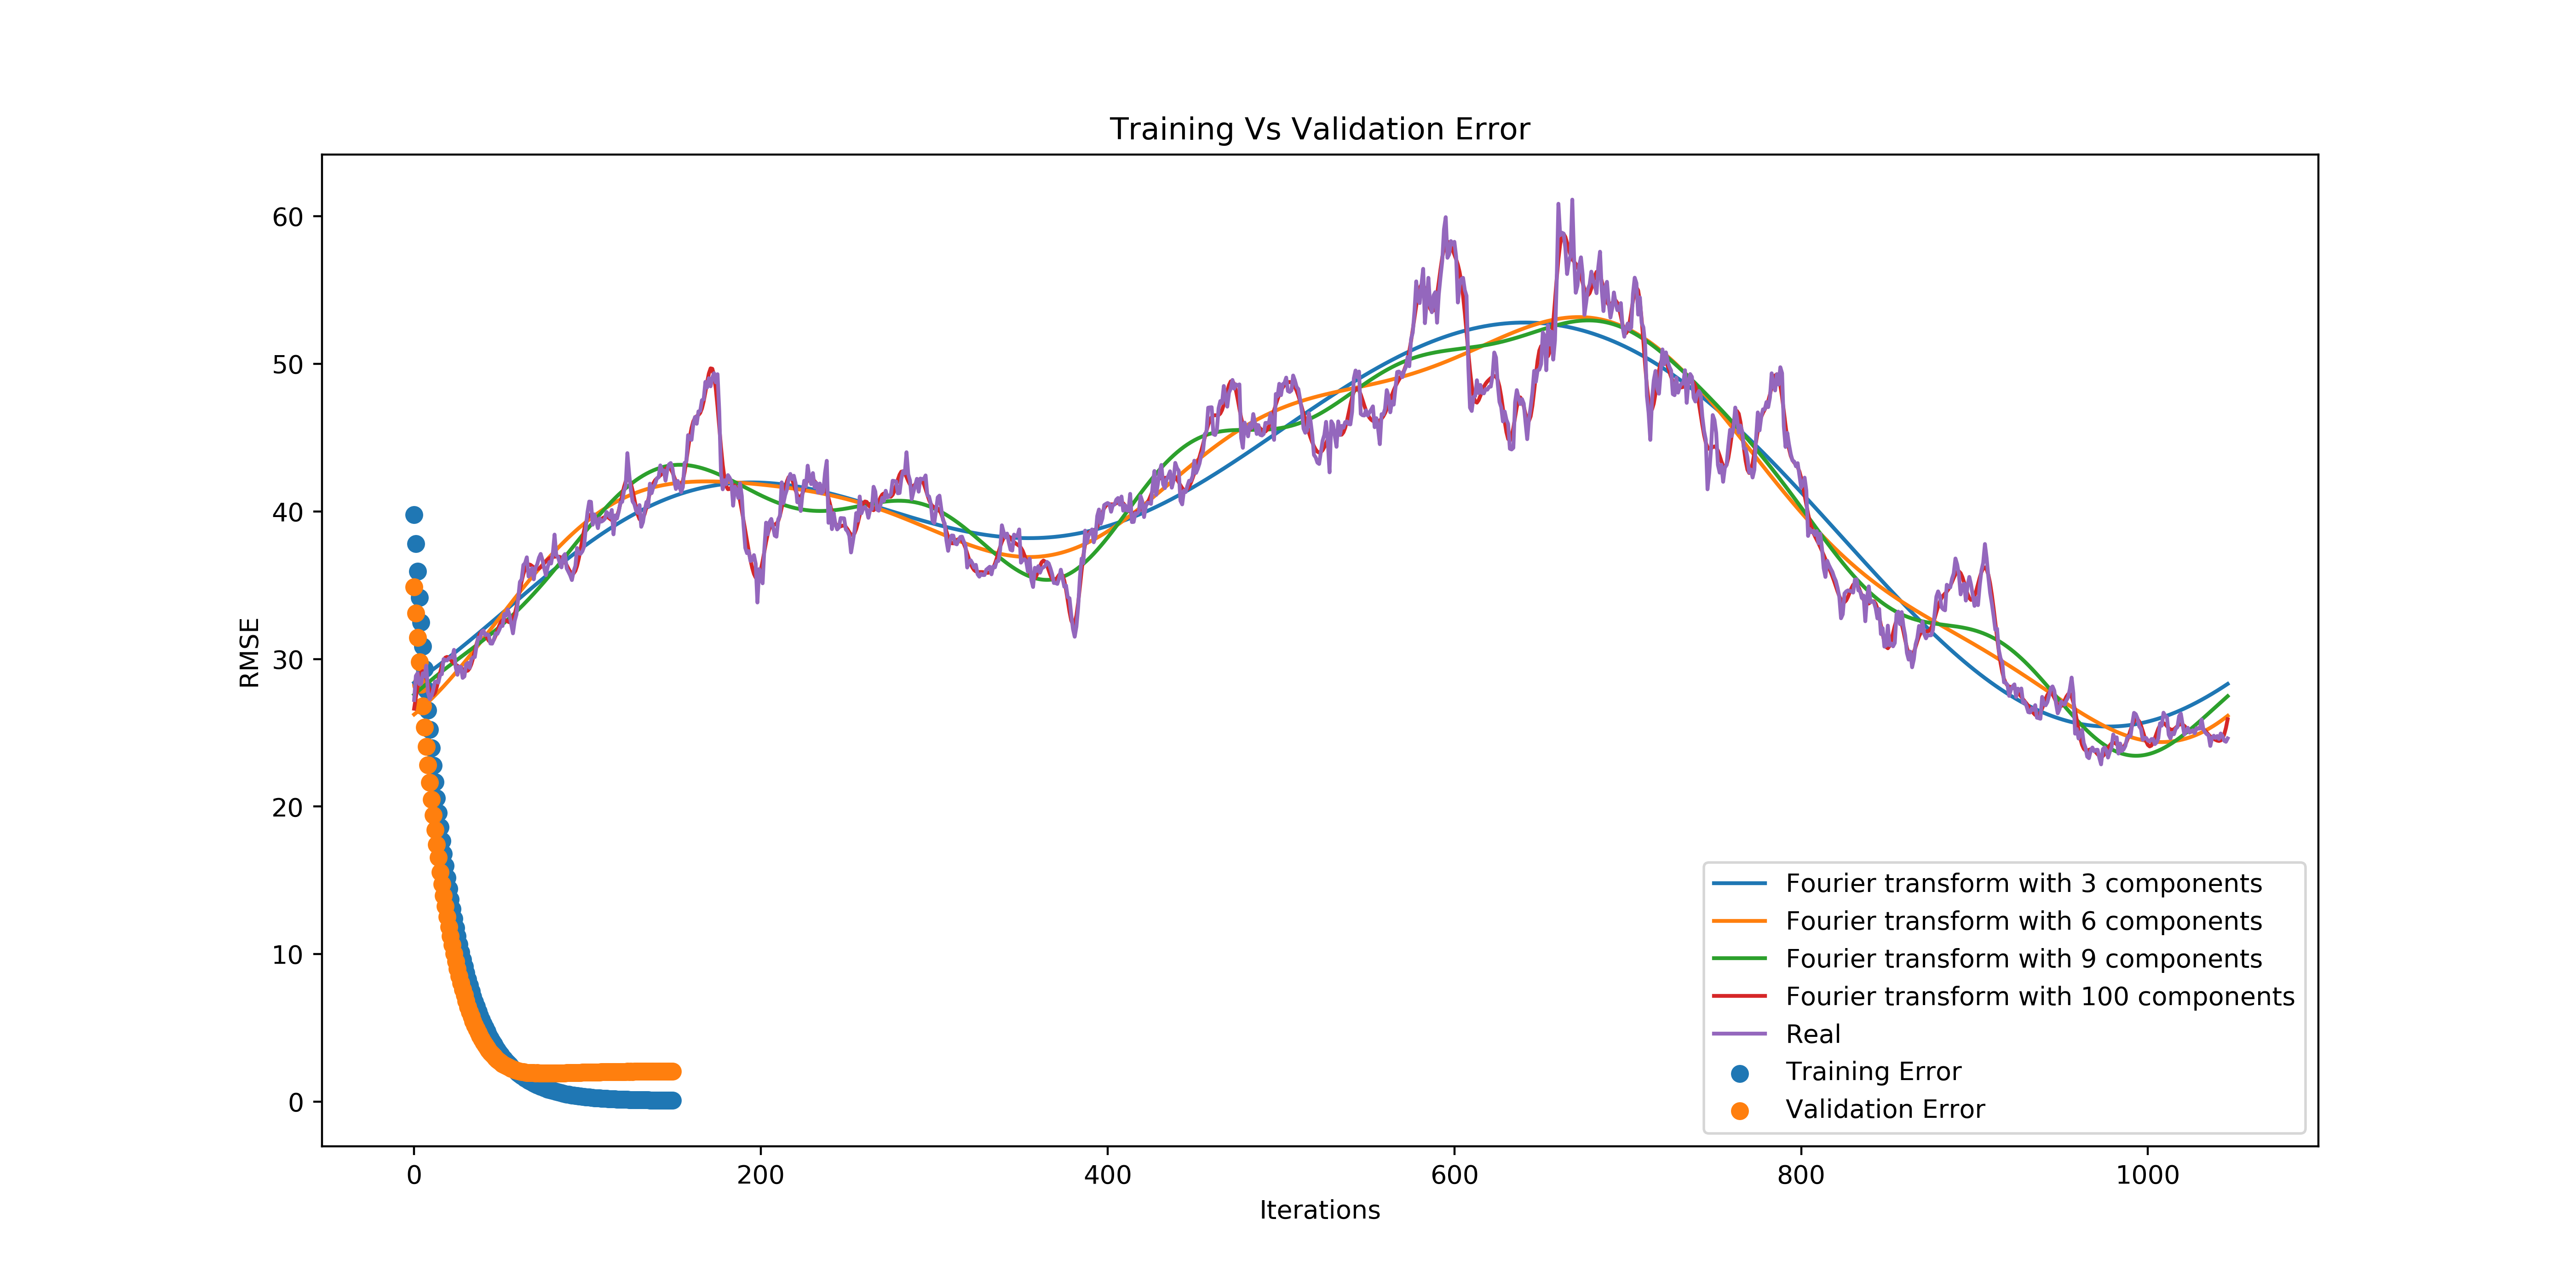 Training Vs Validation Error
RMSE
60
50
40
30
20
10
0
0 200 400 600 800 1000
Iterations
Fourier transform with 3 components
Fourier transform with 6 components
Fourier transform with 9 components
Fourier transform with 100 components
Real
Training Error
Validation Error